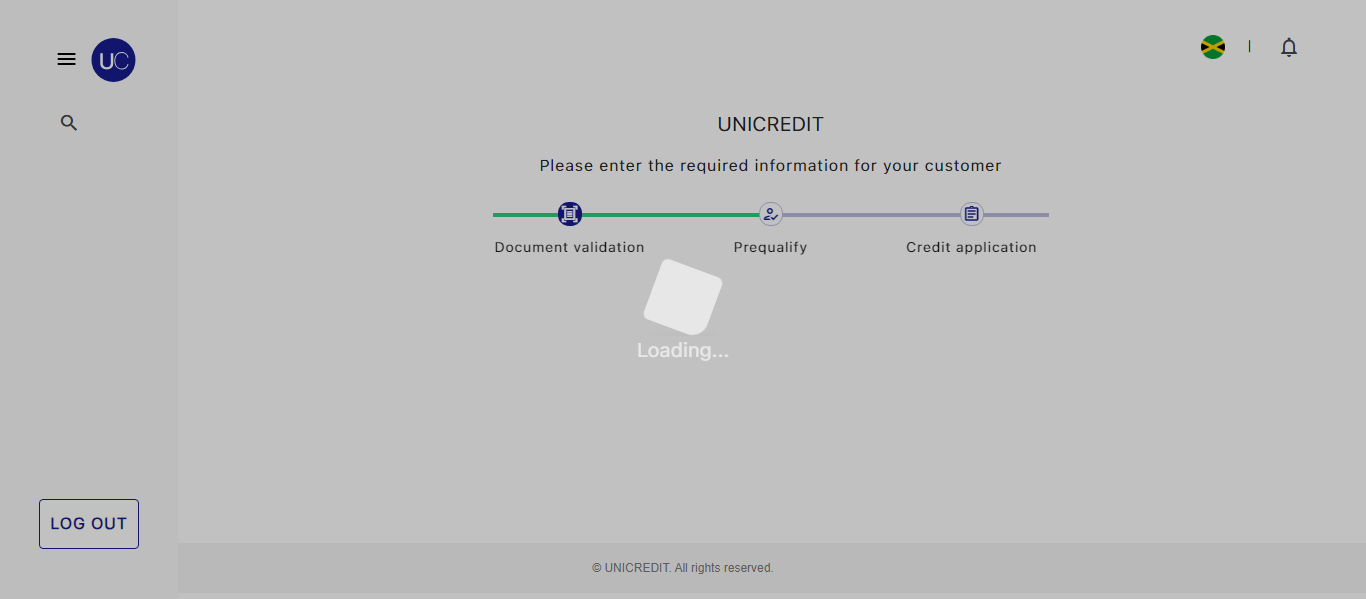 UC
UNICREDIT
Please enter the required information for your customer
Document validation
Prequalify
Credit application
Loading...
LOG OUT
© UNICREDIT. All rights reserved.